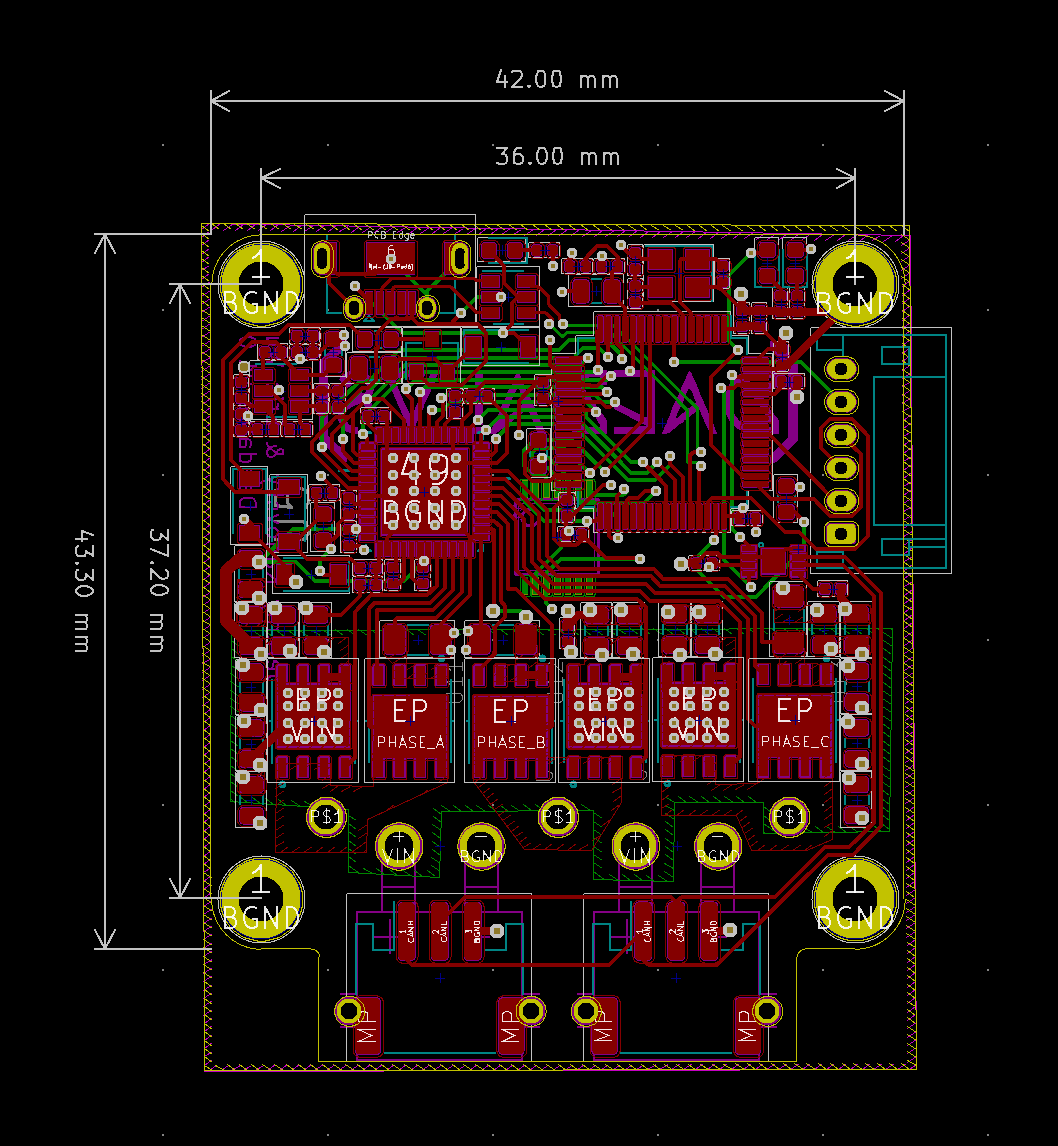 42.00 mm
36.00 mm
PCB Edge
6
1
BGND
1
BGND
43.30 mm
37.20 mm
49
BGND
EP
VIN
EP
PHASE_A
EP
PHASE_B
EP
VIN
EP
VIN
EP
PHASE_C
P$1
P$1
P$1
+
VIN
-
BGND
+
VIN
-
BGND
1
BGND
1
BGND
1
CANH
2
CANL
3
BGND
1
CANH
2
CANL
3
BGND
MP
MP
MP
MP